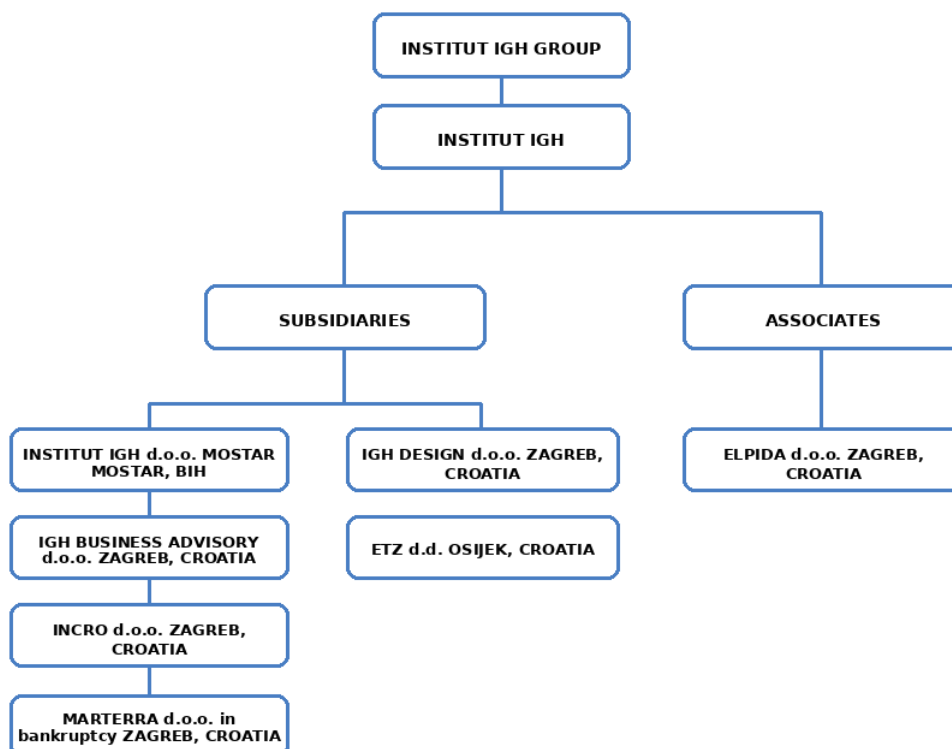 INSTITUT IGH GROUP
INSTITUT IGH
SUBSIDIARIES
ASSOCIATES
INSTITUT IGH d.o.o. MOSTAR
MOSTAR, BIH
IGH DESIGN d.o.o. ZAGREB,
CROATIA
ELPIDA d.o.o. ZAGREB,
CROATIA
IGH BUSINESS ADVISORY
d.o.o. ZAGREB, CROATIA
ETZ d.d. OSIJEK, CROATIA
INCRO d.o.o. ZAGREB,
CROATIA
MARTERRA d.o.o. in
bankruptcy ZAGREB, CROATIA